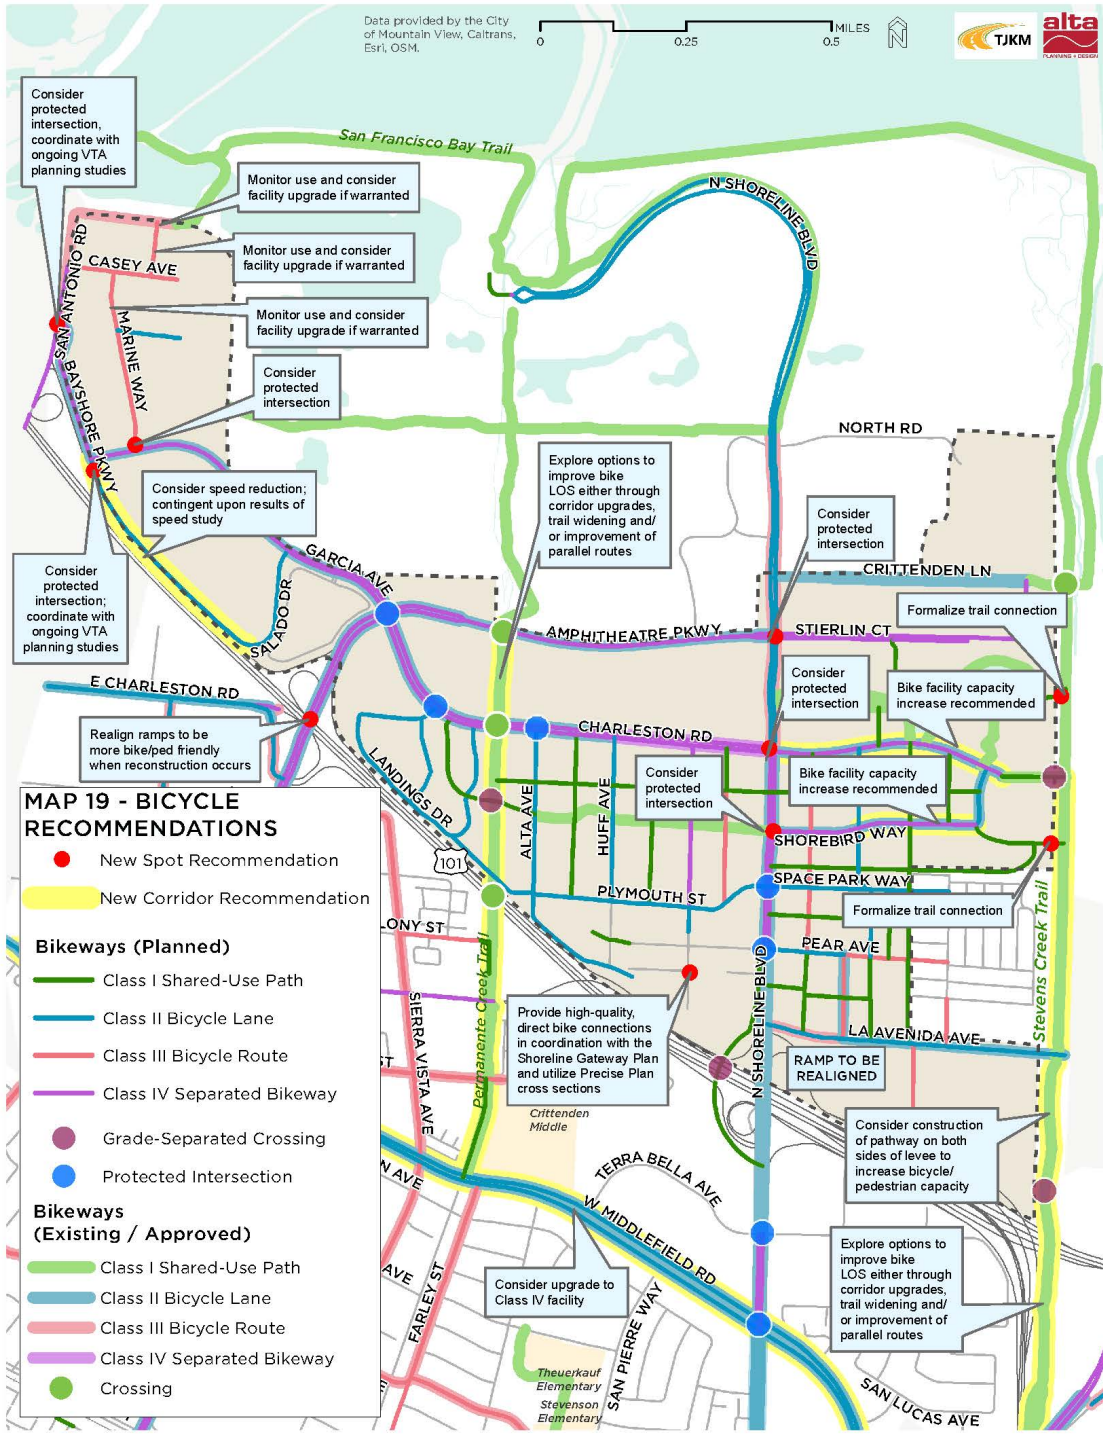 Data provided by the City
of Mountain View, Caltrans,
Esri, OSM.
0
0.25
0.5
MILES
N
TJKM
alta
PLANNING + DESIGN
San Francisco Bay Trail
Consider
protected
intersection,
coordinate with
ongoing VTA
planning studies
Monitor use and consider
facility upgrade if warranted
Monitor use and consider
facility upgrade if warranted
Monitor use and consider
facility upgrade if warranted
N SHORELINE BLVD
SAN ANTONIO RD
CASEY AVE
MARINE WAY
BAYSHORE PKWY
Consider
protected
intersection
NORTH RD
Consider speed reduction;
contingent upon results of
speed study
Explore options to
improve bike
LOS either through
corridor upgrades,
trail widening and/
or improvement of
parallel routes
Consider
protected
intersection
Consider
protected
intersection;
coordinate with
ongoing VTA
planning studies
GARCIA AVE
SALADO DR
CRITTENDEN LN
Formalize trail connection
AMPHITHEATRE PKWY
STIERLIN CT
E CHARLESTON RD
Consider
protected
intersection
Bike facility capacity
increase recommended
Realign ramps to be
more bike/ped friendly
when reconstruction occurs
CHARLESTON RD
LANDINGS DR
Consider
protected
intersection
Bike facility capacity
increase recommended
ALTA AVE
HUFF AVE
SHOREBIRD WAY
101
PLYMOUTH ST
SPACE PARK WAY
Formalize trail connection
LONY ST
PEAR AVE
Stevens Creek Trail
Permanente Creek Trail
SIERRA VISTA AVE
N SHORELINE BLVD
Provide high-quality,
direct bike connections
in coordination with the
Shoreline Gateway Plan
and utilize Precise Plan
cross sections
LA AVENIDA AVE
RAMP TO BE
REALIGNED
ST
Crittenden
Middle
Consider construction
of pathway on both
sides of levee to
increase bicycle/
pedestrian capacity
TERRA BELLA AVE
N AVE
W MIDDLEFIELD RD
Explore options to
improve bike
LOS either through
corridor upgrades,
trail widening and/
or improvement of
parallel routes
Consider upgrade to
Class IV facility
AVE
FARLEY ST
SAN PIERRE WAY
Theuerkauf
Elementary
Stevenson
Elementary
SAN LUCAS AVE
MAP 19 - BICYCLE
RECOMMENDATIONS
New Spot Recommendation
New Corridor Recommendation
Bikeways (Planned)
Class I Shared-Use Path
Class II Bicycle Lane
Class III Bicycle Route
Class IV Separated Bikeway
Grade-Separated Crossing
Protected Intersection
Bikeways
(Existing / Approved)
Class I Shared-Use Path
Class II Bicycle Lane
Class III Bicycle Route
Class IV Separated Bikeway
Crossing